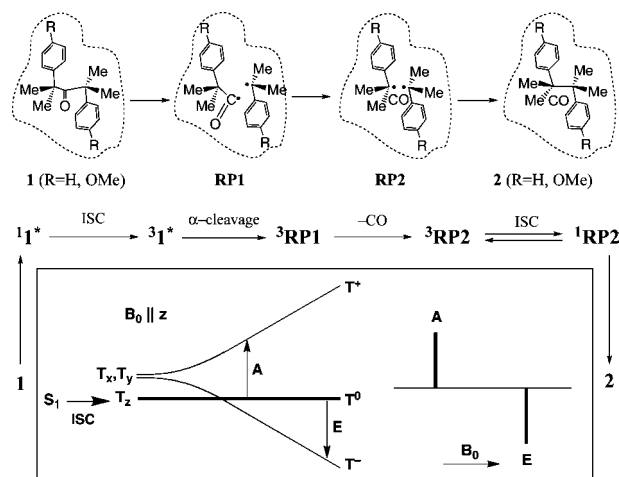 R
Me
Me
O
Me
Me
R
R
Me
Me
Me
Me
C
O
R
R
Me
Me
Me
CO
Me
R
R
Me
Me
Me
CO
Me
R
1 (R=H, OMe) RP1 RP2 2 (R=H, OMe)
¹1* ISC ³1* α–cleavage ³RP1 –CO ³RP2 ISC ¹RP2
B₀ || z
T⁺
A
A
Tₓ,Tᵧ
1
S₁ ISC
T_z
T⁰
E
2
B₀
E
T⁻